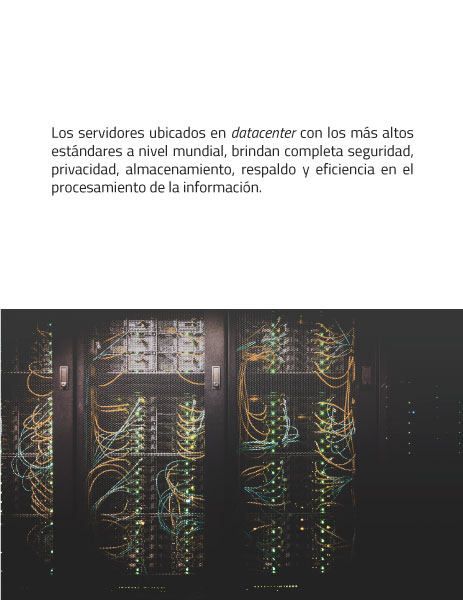 Los servidores ubicados en datacenter con los más altos
estándares a nivel mundial, brindan completa seguridad,
privacidad, almacenamiento, respaldo y eficiencia en el
procesamiento de la información.